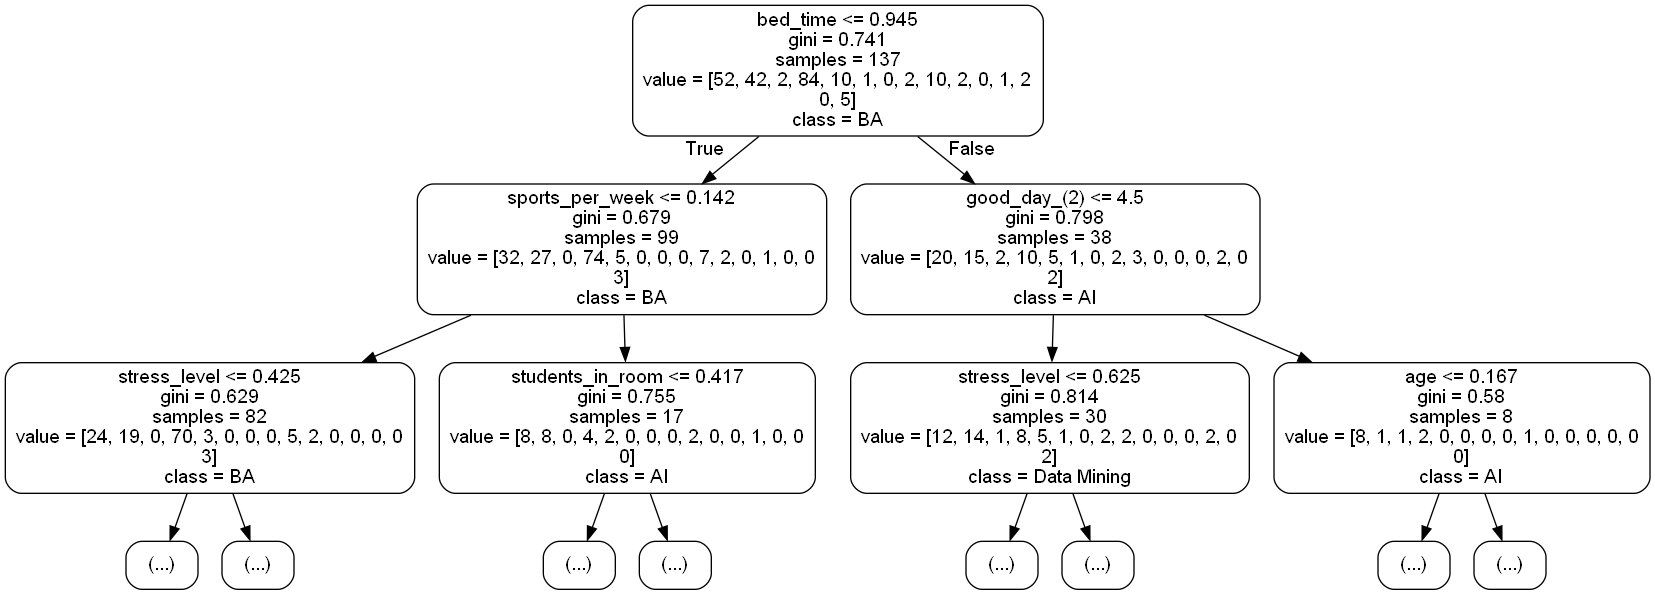 bed_time <= 0.945
gini = 0.741
samples = 137
value = [52, 42, 2, 84, 10, 1, 0, 2, 10, 2, 0, 1, 2
0, 5]
class = BA
True
False
sports_per_week <= 0.142
gini = 0.679
samples = 99
value = [32, 27, 0, 74, 5, 0, 0, 0, 7, 2, 0, 1, 0, 0
3]
class = BA
good_day_(2) <= 4.5
gini = 0.798
samples = 38
value = [20, 15, 2, 10, 5, 1, 0, 2, 3, 0, 0, 0, 2, 0
2]
class = AI
stress_level <= 0.425
gini = 0.629
samples = 82
value = [24, 19, 0, 70, 3, 0, 0, 0, 5, 2, 0, 0, 0, 0
3]
class = BA
students_in_room <= 0.417
gini = 0.755
samples = 17
value = [8, 8, 0, 4, 2, 0, 0, 0, 2, 0, 0, 1, 0, 0
0]
class = AI
stress_level <= 0.625
gini = 0.814
samples = 30
value = [12, 14, 1, 8, 5, 1, 0, 2, 2, 0, 0, 0, 2, 0
2]
class = Data Mining
age <= 0.167
gini = 0.58
samples = 8
value = [8, 1, 1, 2, 0, 0, 0, 0, 1, 0, 0, 0, 0, 0
0]
class = AI
(...)
(...)
(...)
(...)
(...)
(...)
(...)
(...)